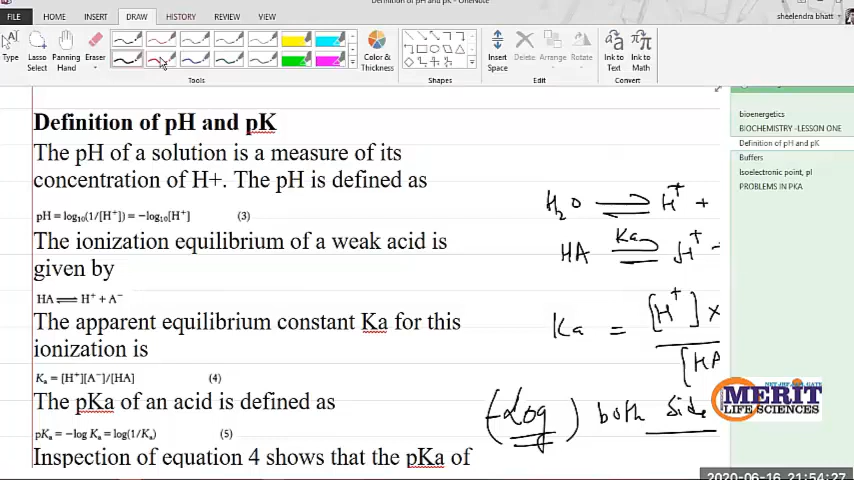 Definition of pH and pK - OneNote
sheelendra bhatt
FILE HOME INSERT DRAW HISTORY REVIEW VIEW
Type Lasso Select Panning Hand Eraser Color & Thickness Insert Space Delete Arrange Rotate Ink to Text Ink to Math
Tools Shapes Edit Convert
Definition of pH and pK
The pH of a solution is a measure of its
concentration of H+. The pH is defined as
pH = log10(1/[H+]) = −log10[H+] (3)
The ionization equilibrium of a weak acid is
given by
HA ⇌ H+ + A−
The apparent equilibrium constant Ka for this
ionization is
Ka = [H+][A−]/[HA] (4)
The pKa of an acid is defined as
pKa = −log Ka = log(1/Ka) (5)
Inspection of equation 4 shows that the pKa of
H2O ⇌ H+ +
HA Ka ⇌ H+ -
Ka = [H+] x
[HA
(-Log) both side
bioenergetics
BIOCHEMISTRY -LESSON ONE
Definition of pH and pK
Buffers
Isoelectronic point, pI
PROBLEMS IN PKA
MERIT
LIFE SCIENCES
2020-06-16 21:54:27